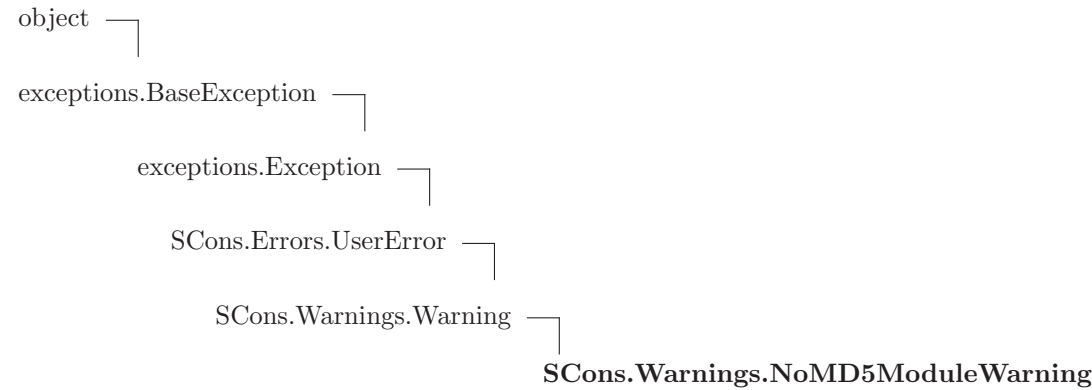 object
exceptions.BaseException
exceptions.Exception
SCons.Errors.UserError
SCons.Warnings.Warning
SCons.Warnings.NoMD5ModuleWarning